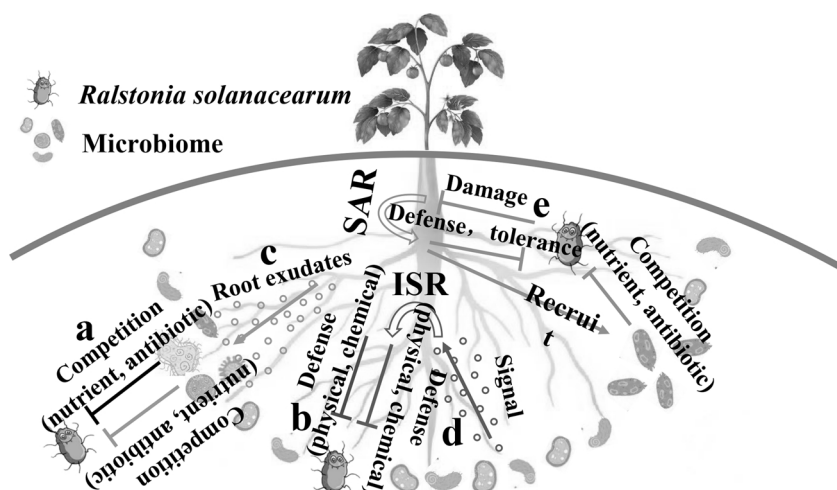 Ralstonia solanacearum
Microbiome
SAR
Damage
e
Defense, tolerance
Competition
(nutrient, antibiotic)
Recruit
c
Root exudates
ISR
a
Competition
(nutrient, antibiotic)
Competition
(nutrient, antibiotic)
b
Defense
(physical, chemical)
Defense
(physical, chemical)
d
Signal